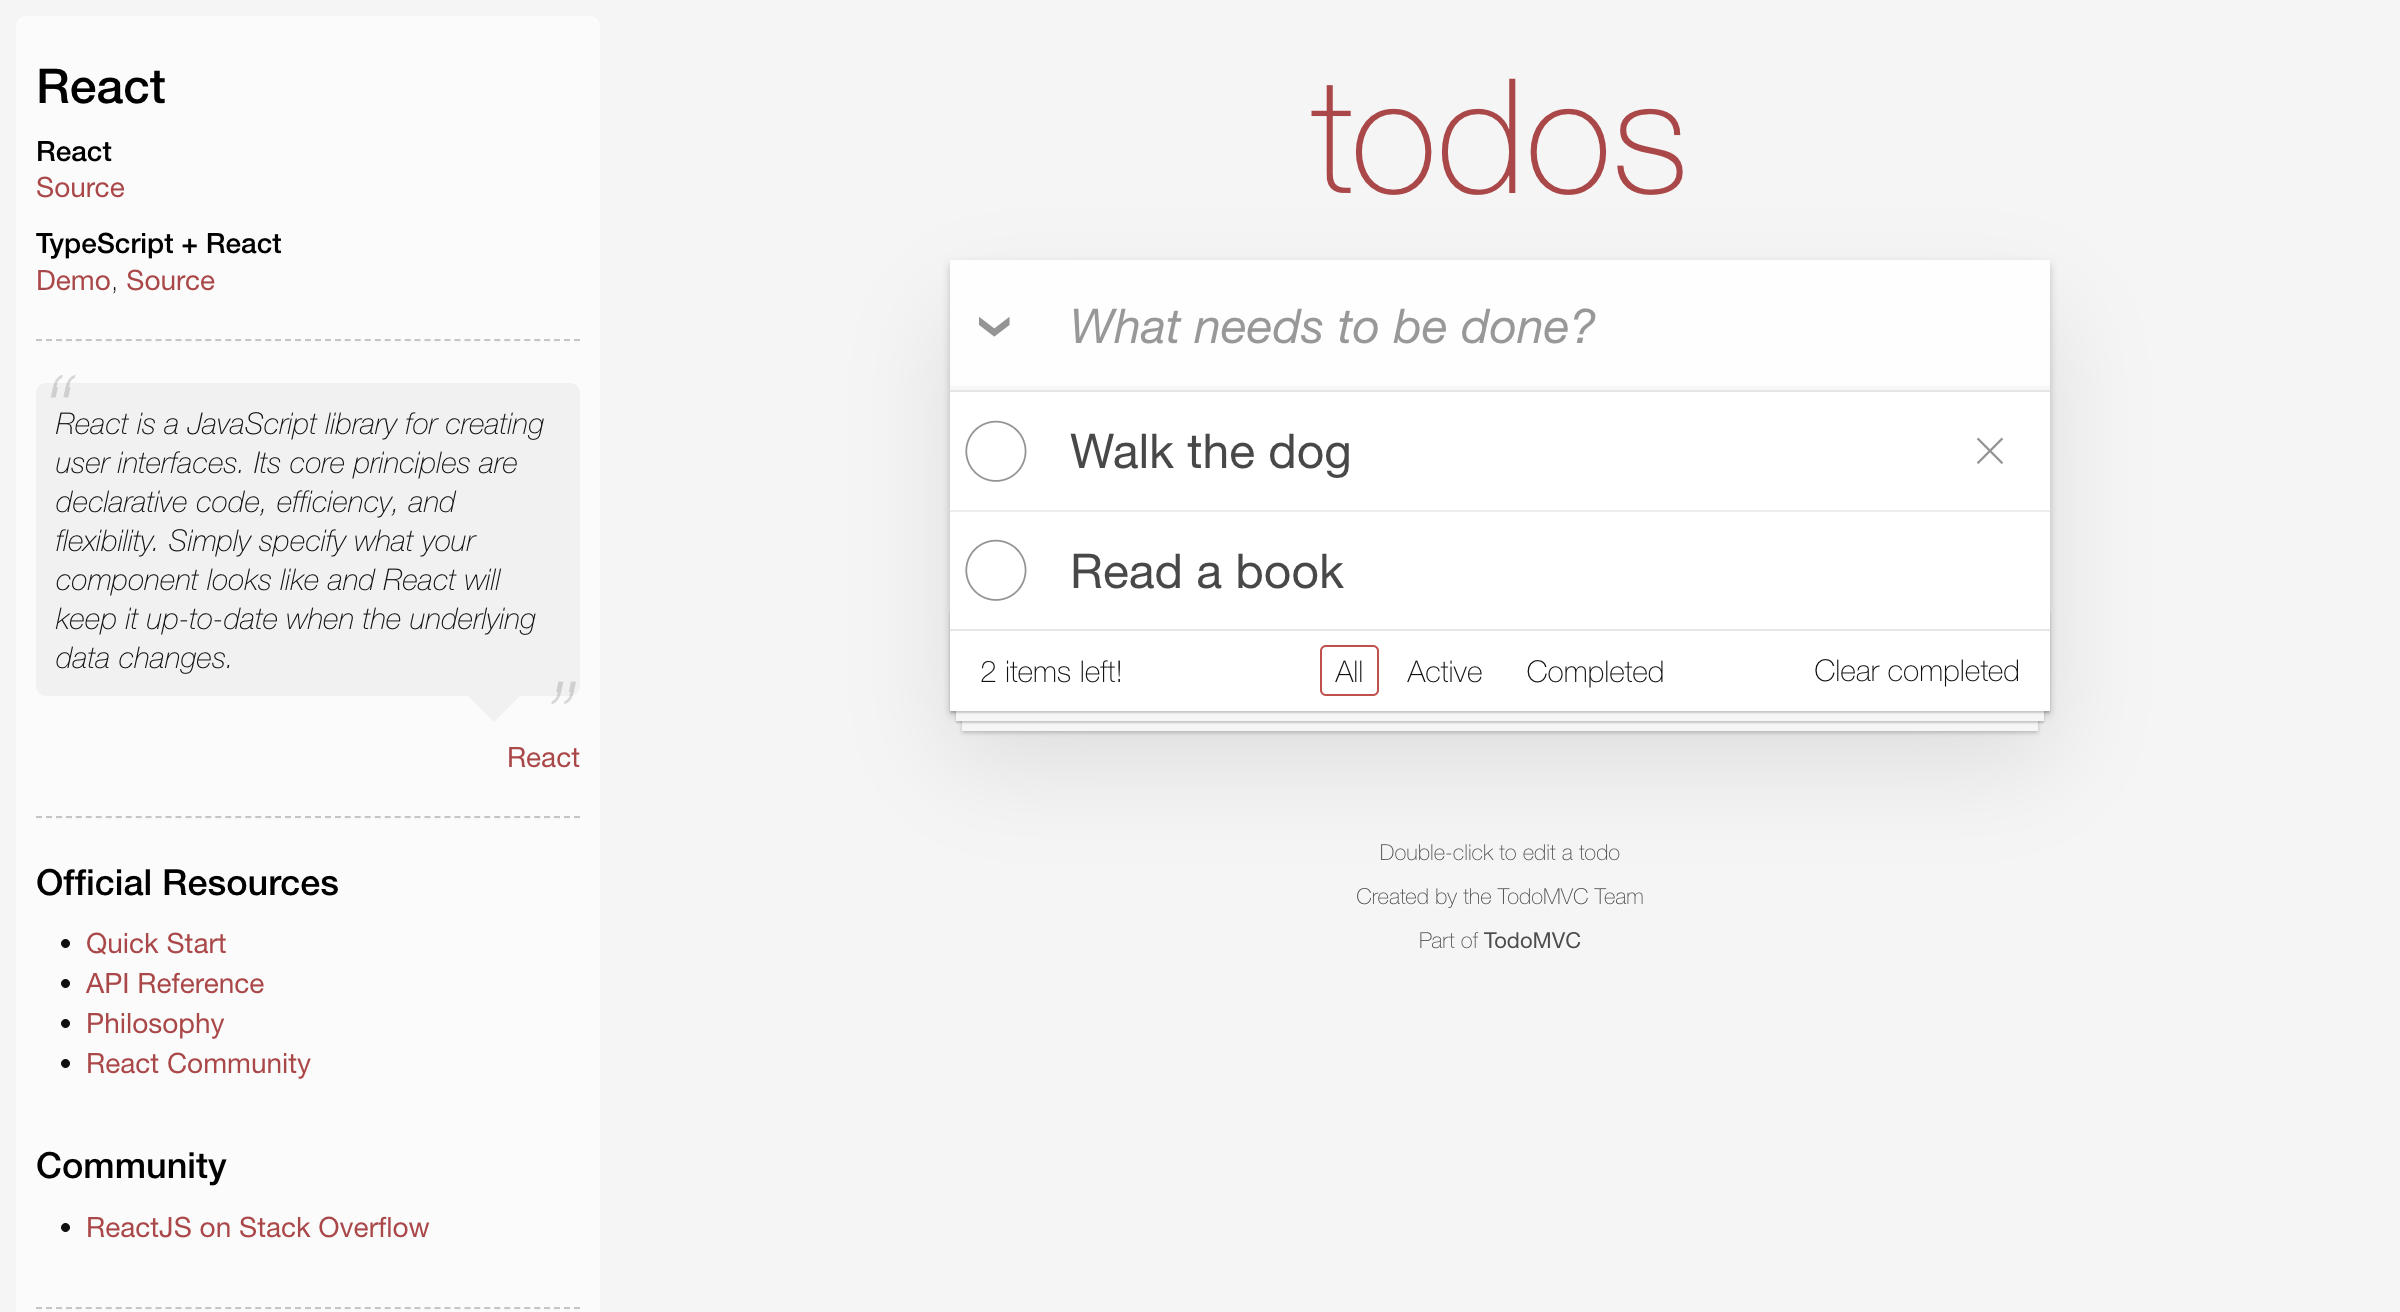 React
React
Source
TypeScript + React
Demo, Source
“
React is a JavaScript library for creating
user interfaces. Its core principles are
declarative code, efficiency, and
flexibility. Simply specify what your
component looks like and React will
keep it up-to-date when the underlying
data changes.
”
React
Official Resources
• Quick Start
• API Reference
• Philosophy
• React Community
Community
• ReactJS on Stack Overflow
todos
What needs to be done?
Walk the dog
Read a book
2 items left! All Active Completed Clear completed
Double-click to edit a todo
Created by the TodoMVC Team
Part of TodoMVC